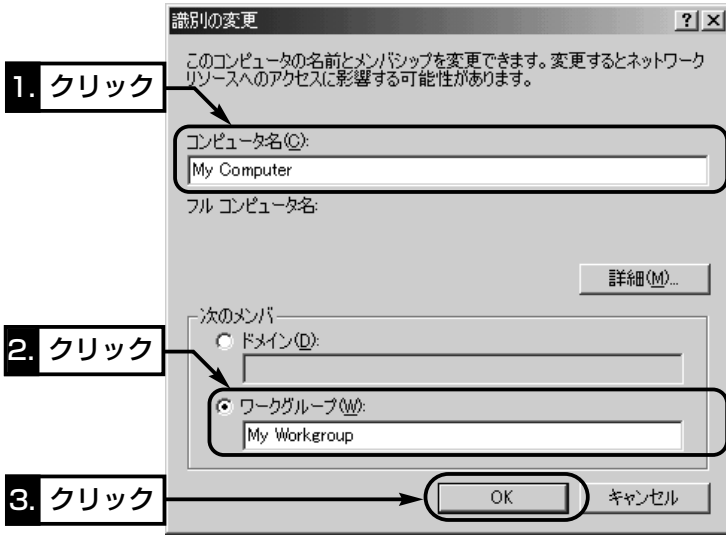 識別の変更
このコンピュータの名前とメンバシップを変更できます。変更するとネットワーク
リソースへのアクセスに影響する可能性があります。
1. クリック
コンピュータ名(C):
My Computer
フル コンピュータ名:
詳細(M)...
次のメンバ
ドメイン(D):
2. クリック
ワークグループ(W):
My Workgroup
3. クリック
OK
キャンセル